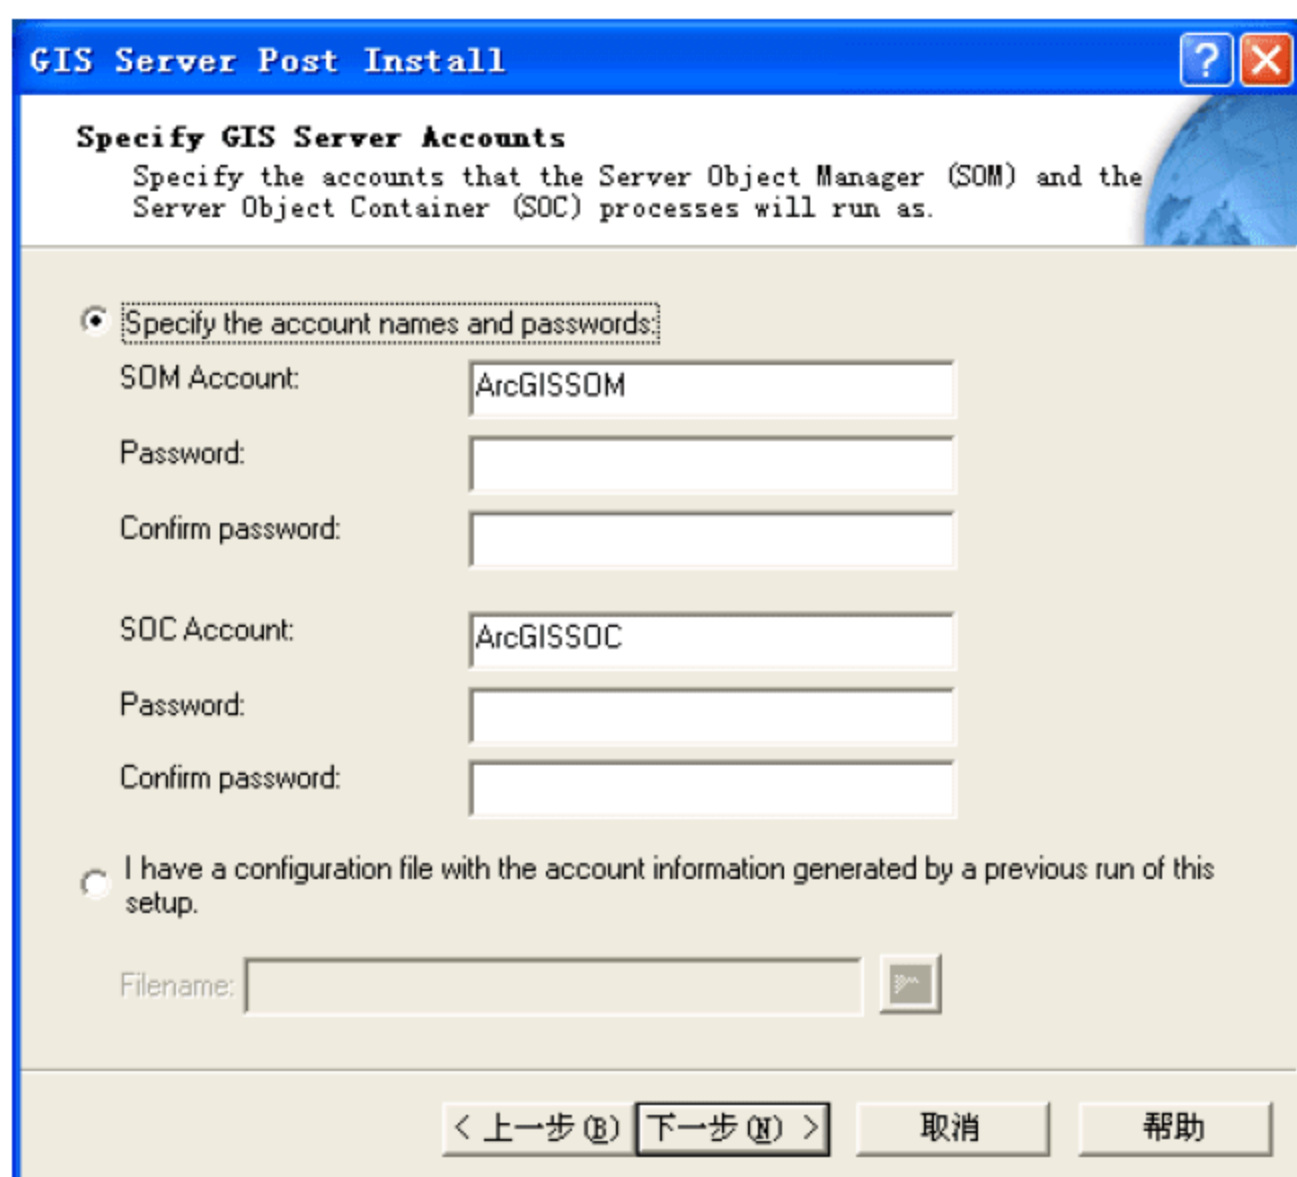 GIS Server Post Install
Specify GIS Server Accounts
Specify the accounts that the Server Object Manager (SOM) and the
Server Object Container (SOC) processes will run as.
Specify the account names and passwords:
SOM Account:
ArcGISSOM
Password:
Confirm password:
SOC Account:
ArcGISSOC
Password:
Confirm password:
I have a configuration file with the account information generated by a previous run of this
setup.
Filename:
< 上一步(B) 下一步(N) > 取消 帮助